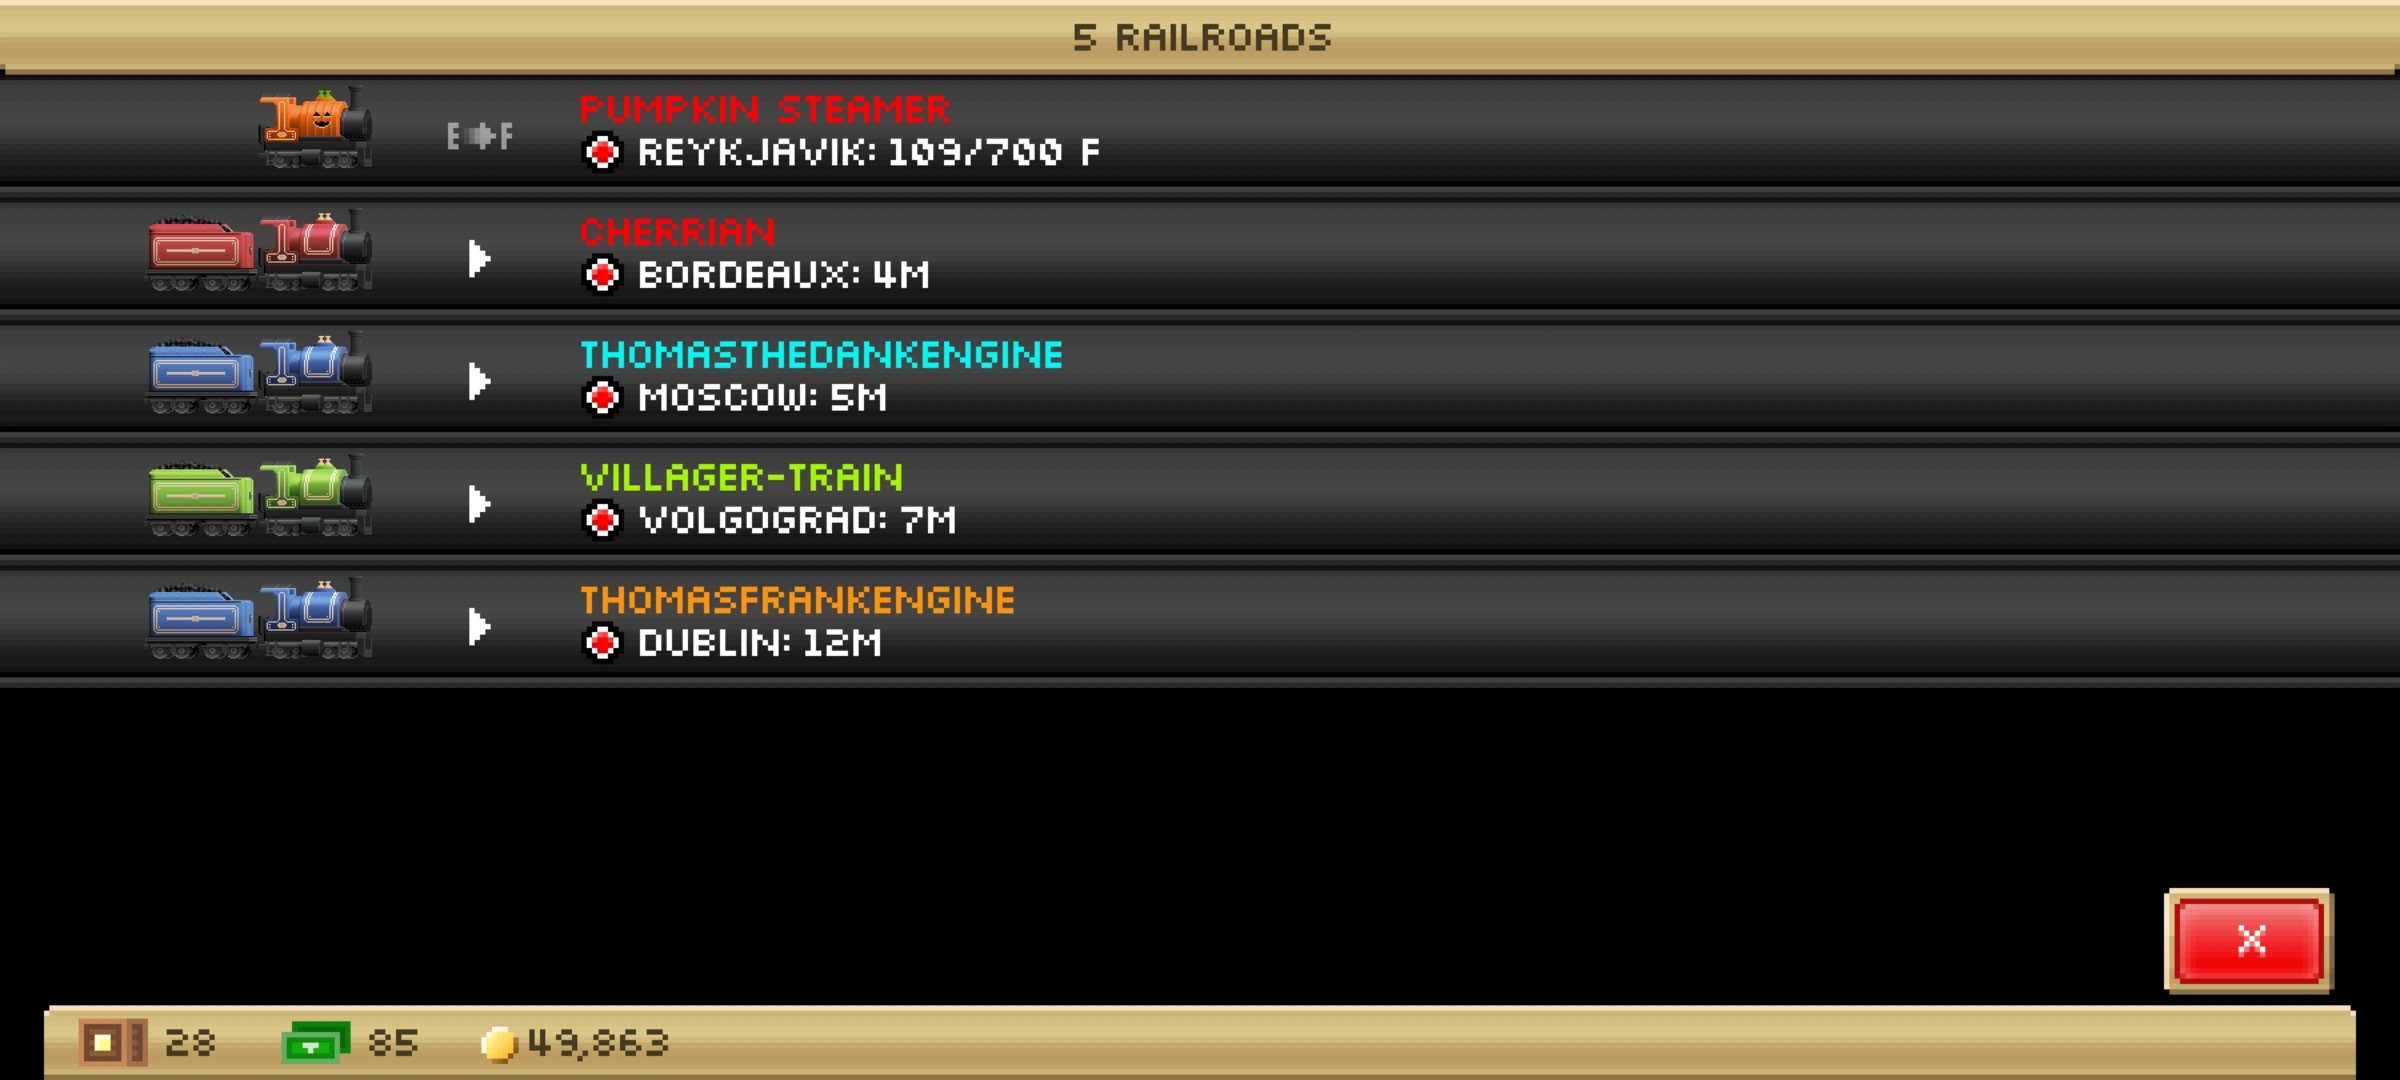 5 RAILROADS
PUMPKIN STEAMER
E F
REYKJAVIK: 109/700 F
CHERRIAN
BORDEAUX: 4M
THOMASTHEDANKENGINE
MOSCOW: 5M
VILLAGER-TRAIN
VOLGOGRAD: 7M
THOMASFRANKENGINE
DUBLIN: 12M
X
28 85 49,863